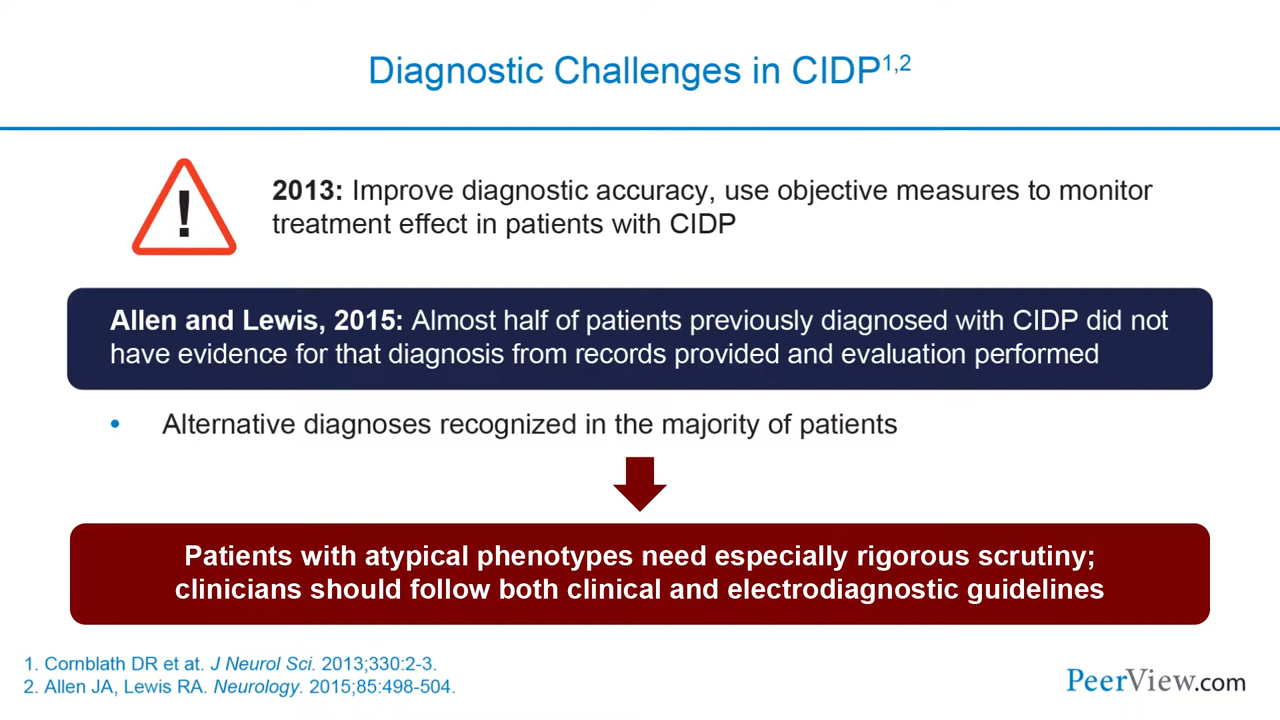 Diagnostic Challenges in CIDP1,2
!
2013: Improve diagnostic accuracy, use objective measures to monitor
treatment effect in patients with CIDP
Allen and Lewis, 2015: Almost half of patients previously diagnosed with CIDP did not
have evidence for that diagnosis from records provided and evaluation performed
• Alternative diagnoses recognized in the majority of patients
Patients with atypical phenotypes need especially rigorous scrutiny;
clinicians should follow both clinical and electrodiagnostic guidelines
1. Cornblath DR et at. J Neurol Sci. 2013;330:2-3.
2. Allen JA, Lewis RA. Neurology. 2015;85:498-504.
PeerView.com